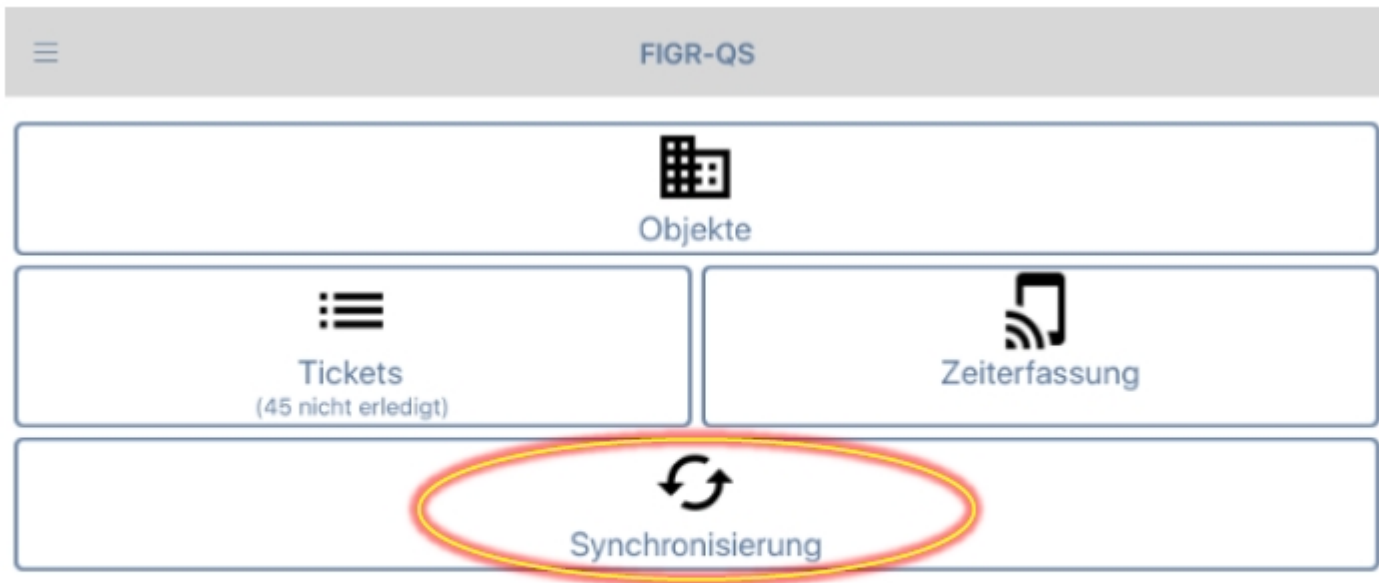 FIGR-QS
Objekte
Tickets
(45 nicht erledigt)
Zeiterfassung
Synchronisierung